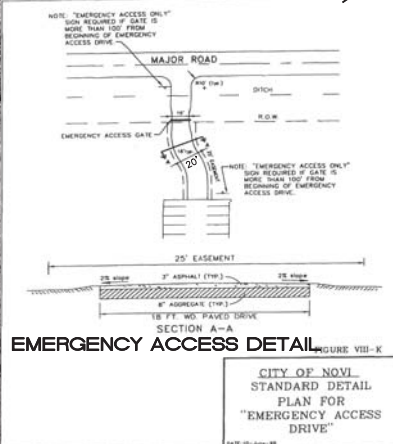 NOTE: "EMERGENCY ACCESS ONLY"
SIGN REQUIRED IF GATE IS
MORE THAN 100' FROM
BEGINNING OF EMERGENCY
ACCESS DRIVE.
MAJOR ROAD
DITCH
R.O.W.
18'
EMERGENCY ACCESS GATE
20'
25' EASEMENT
NOTE: "EMERGENCY ACCESS ONLY"
SIGN REQUIRED IF GATE IS
MORE THAN 100' FROM
BEGINNING OF EMERGENCY
ACCESS DRIVE.
25' EASEMENT
2% slope
3" ASPHALT (TYP.)
2% slope
8" AGGREGATE (TYP.)
18 FT. WD. PAVED DRIVE
SECTION A-A
EMERGENCY ACCESS DETAIL
FIGURE VIII-K
CITY OF NOVI
STANDARD DETAIL
PLAN FOR
"EMERGENCY ACCESS
DRIVE"